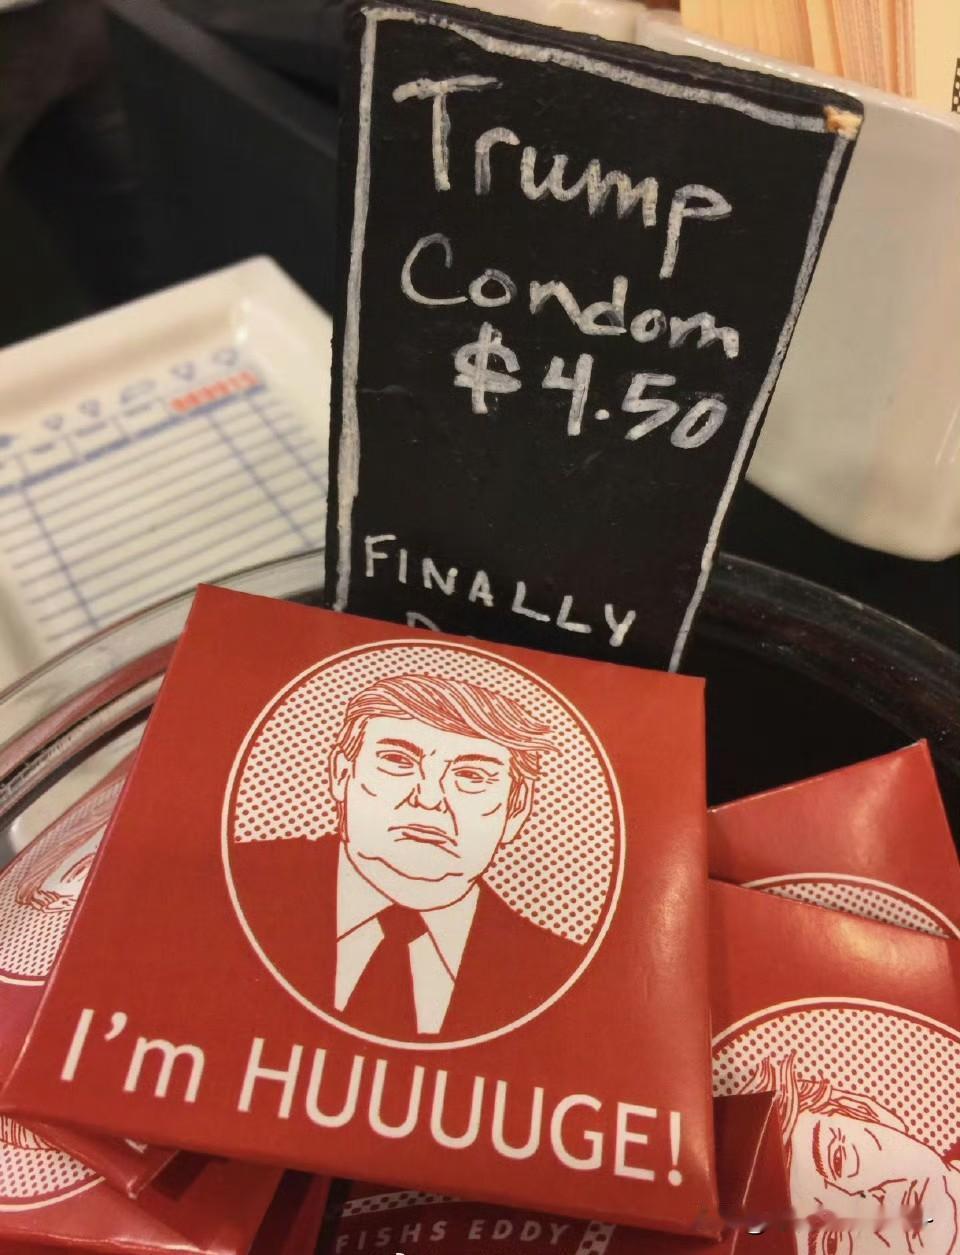 Trump
Condom
$4.50
FINALLY
I'm HUUUUGE!
FISHS EDDY